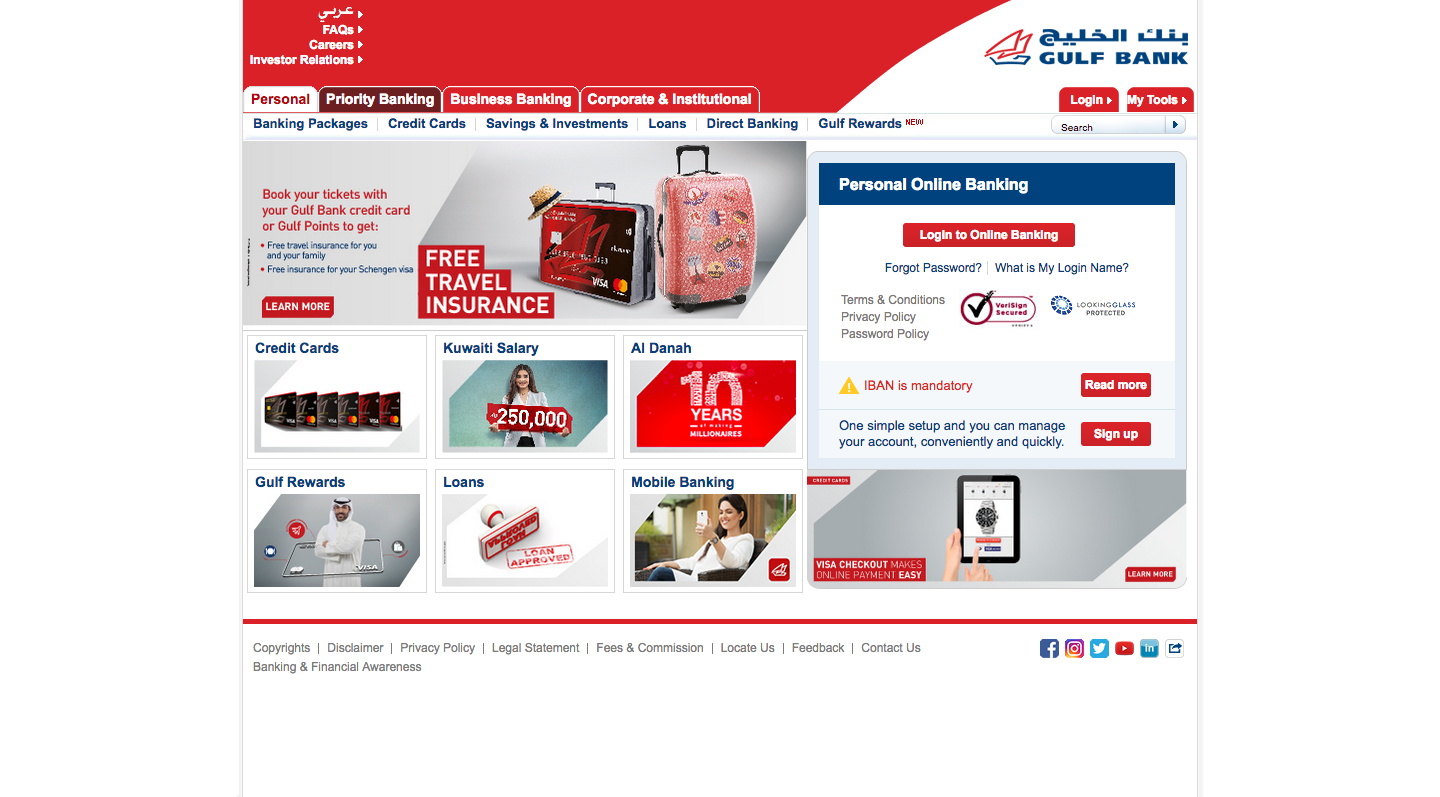 عـربـي
FAQs
Careers
Investor Relations
بنك الخليج
GULF BANK
Personal
Priority Banking
Business Banking
Corporate & Institutional
Login
My Tools
Banking Packages
Credit Cards
Savings & Investments
Loans
Direct Banking
Gulf Rewards NEW
Search
Book your tickets with
your Gulf Bank credit card
or Gulf Points to get:
• Free travel insurance for you
and your family
• Free insurance for your Schengen visa
LEARN MORE
FREE
TRAVEL
INSURANCE
VISA
Personal Online Banking
Login to Online Banking
Forgot Password?
What is My Login Name?
Terms & Conditions
Privacy Policy
Password Policy
VeriSign
Secured
LOOKINGGLASS
PROTECTED
IBAN is mandatory
Read more
One simple setup and you can manage
your account, conveniently and quickly.
Sign up
Credit Cards
Kuwaiti Salary
250,000
Al Danah
10
YEARS
of making
MILLIONAIRES
Gulf Rewards
VISA
Loans
LOAN
APPROVED
Mobile Banking
CREDIT CARDS
VISA CHECKOUT MAKES
ONLINE PAYMENT EASY
LEARN MORE
Copyrights | Disclaimer | Privacy Policy | Legal Statement | Fees & Commission | Locate Us | Feedback | Contact Us
Banking & Financial Awareness